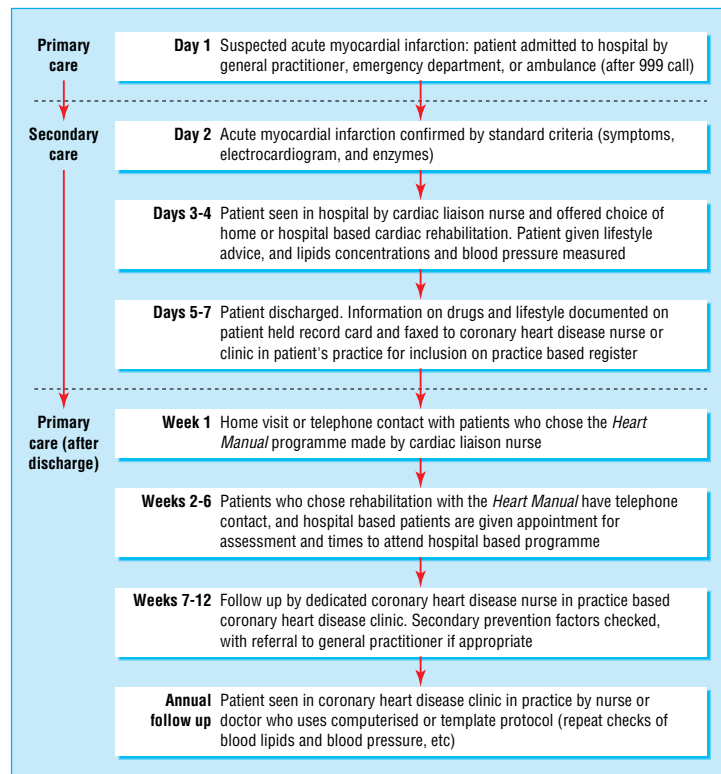 Primary
care
Day 1 Suspected acute myocardial infarction: patient admitted to hospital by
general practitioner, emergency department, or ambulance (after 999 call)
Secondary
care
Day 2 Acute myocardial infarction confirmed by standard criteria (symptoms,
electrocardiogram, and enzymes)
Days 3-4 Patient seen in hospital by cardiac liaison nurse and offered choice of
home or hospital based cardiac rehabilitation. Patient given lifestyle
advice, and lipids concentrations and blood pressure measured
Days 5-7 Patient discharged. Information on drugs and lifestyle documented on
patient held record card and faxed to coronary heart disease nurse or
clinic in patient's practice for inclusion on practice based register
Primary
care (after
discharge)
Week 1 Home visit or telephone contact with patients who chose the Heart
Manual programme made by cardiac liaison nurse
Weeks 2-6 Patients who chose rehabilitation with the Heart Manual have telephone
contact, and hospital based patients are given appointment for
assessment and times to attend hospital based programme
Weeks 7-12 Follow up by dedicated coronary heart disease nurse in practice based
coronary heart disease clinic. Secondary prevention factors checked,
with referral to general practitioner if appropriate
Annual Patient seen in coronary heart disease clinic in practice by nurse or
follow up doctor who uses computerised or template protocol (repeat checks of
blood lipids and blood pressure, etc)